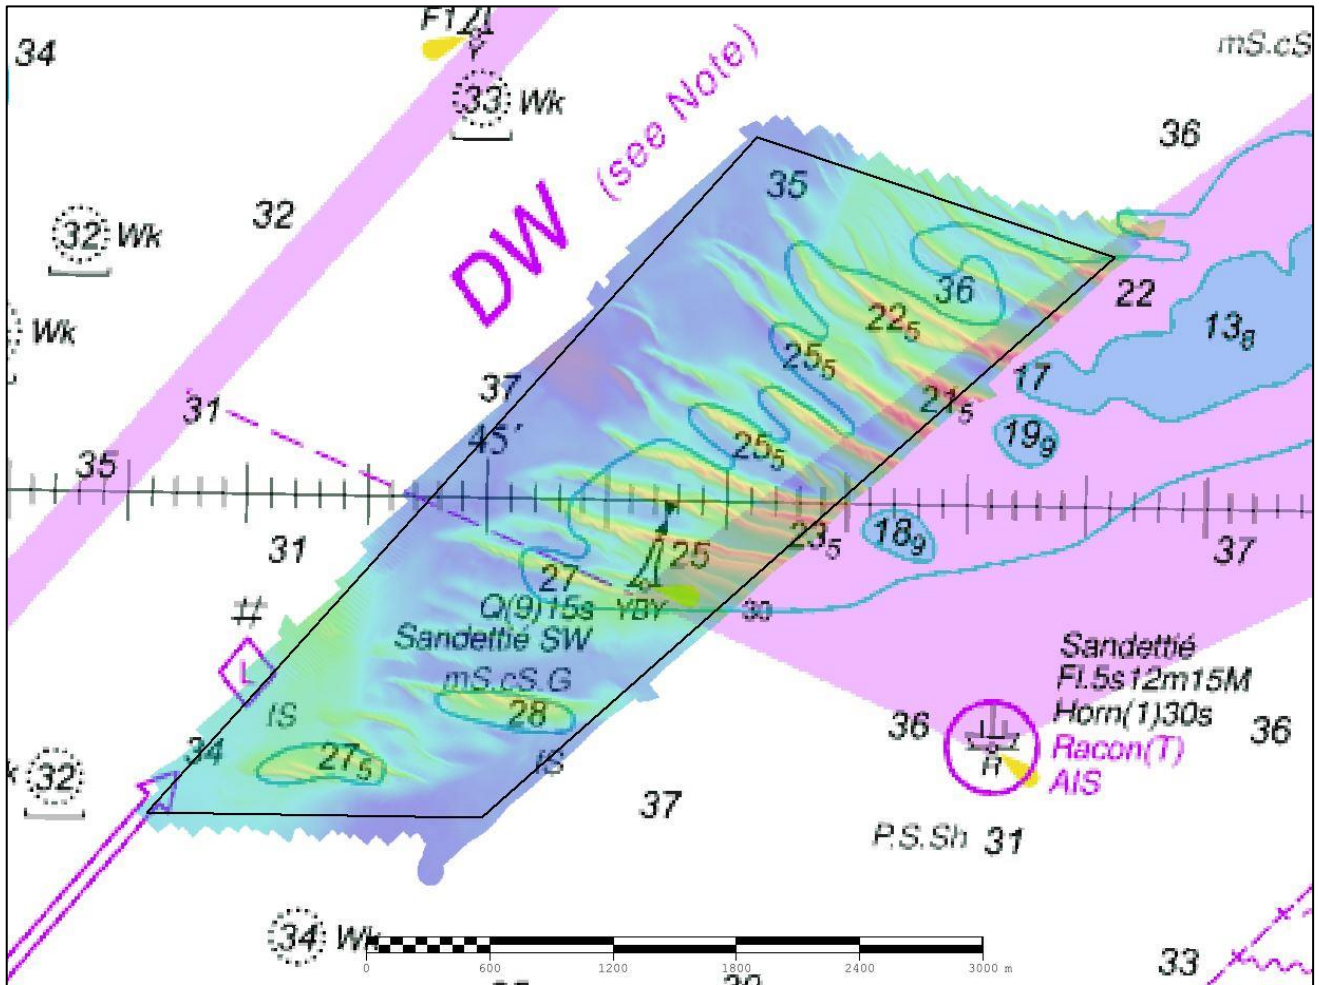 34
F1
33 Wk
mS.cS
(see Note)
DW
36
35
32
32 Wk
36
22
22₅
13₈
Wk
25₅
17
37
21₅
31
45'
19₉
25₅
35
23₅
18₉
31
25
37
27
Q(9)15s YBY
30
Sandettié SW
Sandettié
mS.cS.G
Fl.5s12m15M
L
28
Horn(1)30s
36
36
IS
Racon(T)
27₅
34
IS
AIS
32
37
P.S.Sh 31
34 Wk
33
0 600 1200 1800 2400 3000 m